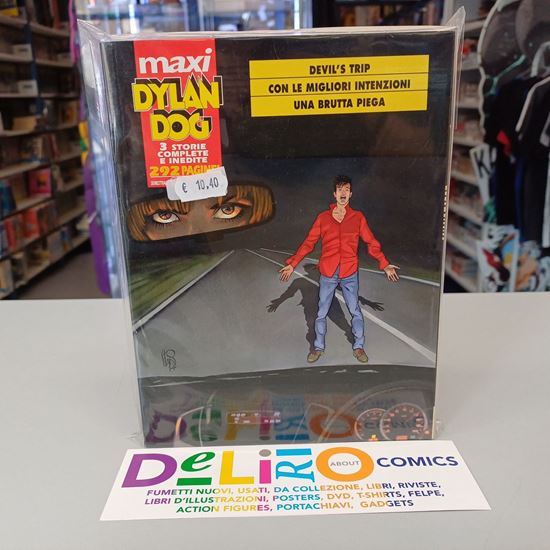 maxi
DYLAN
DOG
3 STORIE
COMPLETE
E INEDITE
292 PAGINE!
€ 10,40
DEVIL'S TRIP
CON LE MIGLIORI INTENZIONI
UNA BRUTTA PIEGA
DeLiRiO ABOUT COMICS
FUMETTI NUOVI, USATI, DA COLLEZIONE, LIBRI, RIVISTE,
LIBRI D'ILLUSTRAZIONI, POSTERS, DVD, T-SHIRTS, FELPE,
ACTION FIGURES, PORTACHIAVI, GADGETS